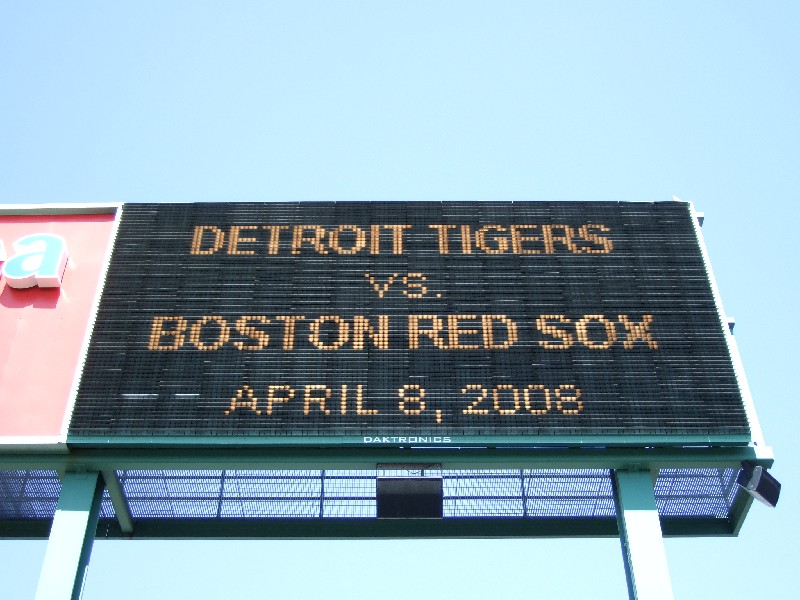 DETROIT TIGERS
VS.
BOSTON RED SOX
APRIL 8, 2008
DAKTRONICS
a